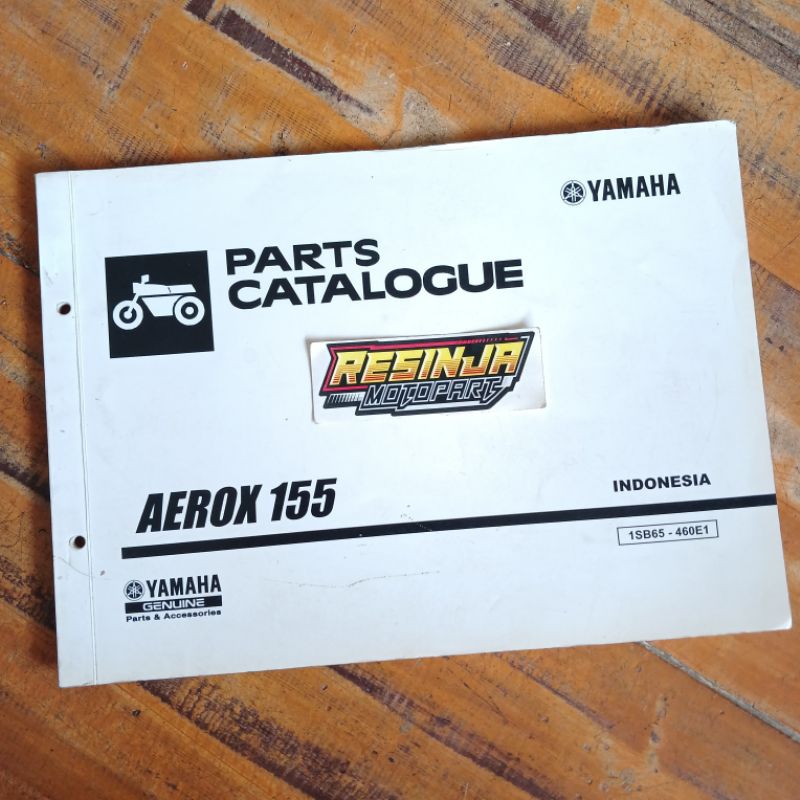 YAMAHA
PARTS
CATALOGUE
RESINJA
MOTOPART
AEROX 155
INDONESIA
1SB65 - 460E1
YAMAHA
GENUINE
Parts & Accessories